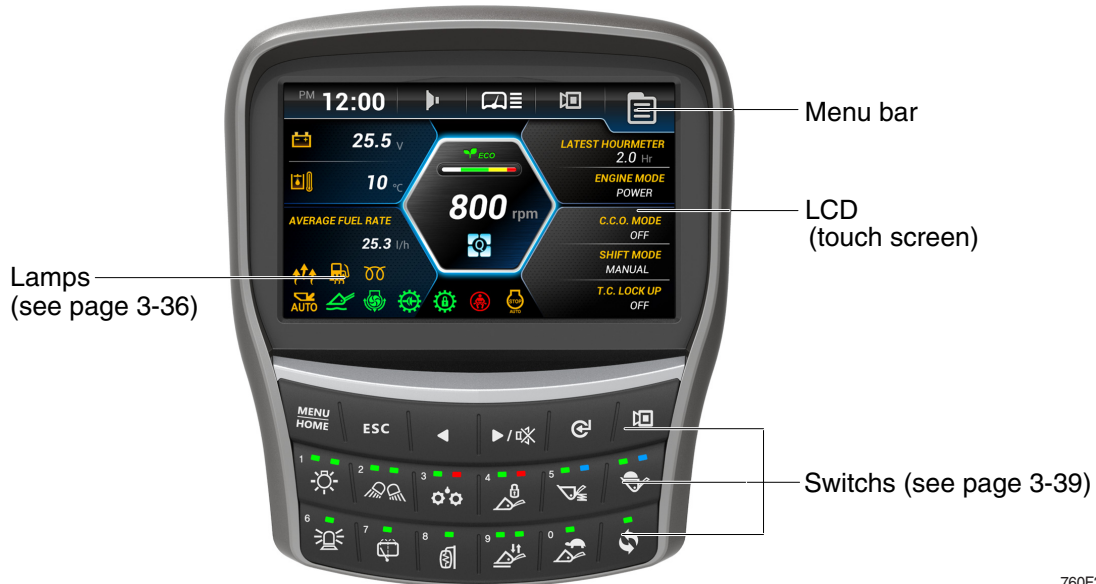 PM 12:00
25.5 V
10 °C
AVERAGE FUEL RATE
25.3 l/h
AUTO
STOP
AUTO
ECO
800 rpm
Q
LATEST HOURMETER
2.0 Hr
ENGINE MODE
POWER
C.C.O. MODE
OFF
SHIFT MODE
MANUAL
T.C. LOCK UP
OFF
Menu bar
LCD
(touch screen)
Lamps
(see page 3-36)
MENU
HOME
ESC
1 2 3 4 5
6 7 8 9 0
Switchs (see page 3-39)